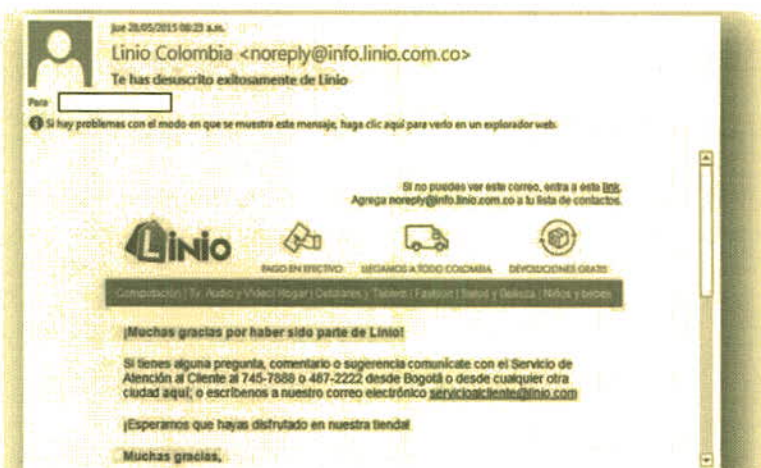 jue 28/05/2015 08:23 a.m.
Linio Colombia <noreply@info.linio.com.co>
Te has desuscrito exitosamente de Linio
Para
Si hay problemas con el modo en que se muestra este mensaje, haga clic aquí para verlo en un explorador web.
Si no puedes ver este correo, entra a este link.
Agrega noreply@info.linio.com.co a tu lista de contactos.
LINIO
PAGO EN EFECTIVO LLEGAMOS A TODO COLOMBIA DEVOLUCIONES GRATIS
Computación | Tv, Audio y Video | Hogar | Celulares y Tablets | Fashion | Salud y Belleza | Niños y bebés
¡Muchas gracias por haber sido parte de Linio!
Si tienes alguna pregunta, comentario o sugerencia comunícate con el Servicio de
Atención al Cliente al 745-7888 o 487-2222 desde Bogotá o desde cualquier otra
ciudad aquí; o escríbenos a nuestro correo electrónico servicioalcliente@linio.com
¡Esperamos que hayas disfrutado en nuestra tienda!
Muchas gracias,